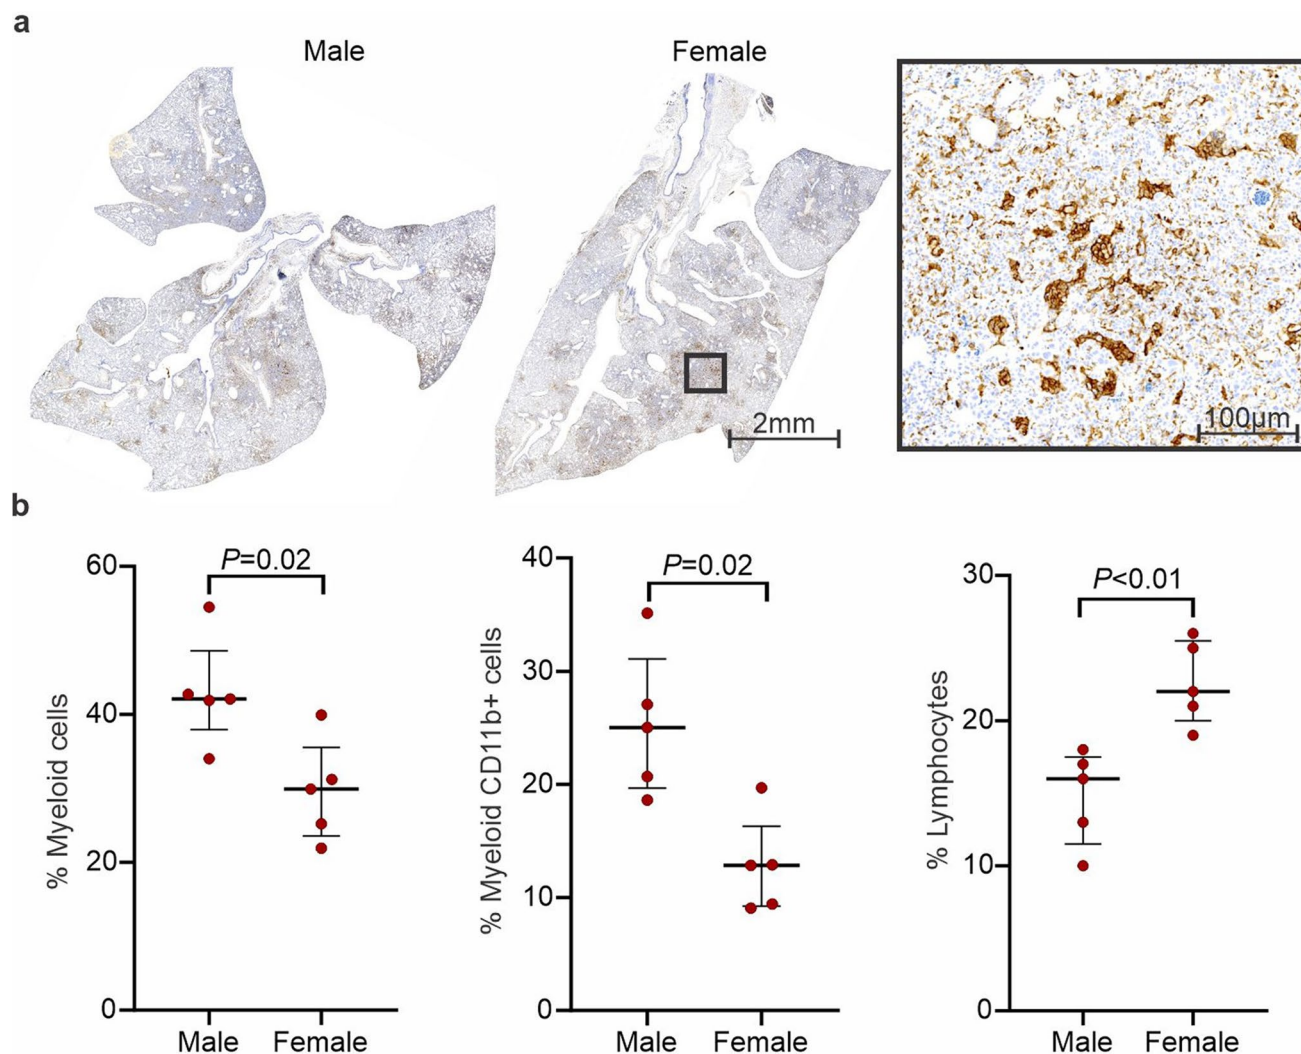 a
Male
Female
2mm
100µm
b
% Myeloid cells
60
40
20
0
P=0.02
Male
Female
% Myeloid CD11b+ cells
40
30
20
10
0
P=0.02
Male
Female
% Lymphocytes
30
20
10
0
P<0.01
Male
Female